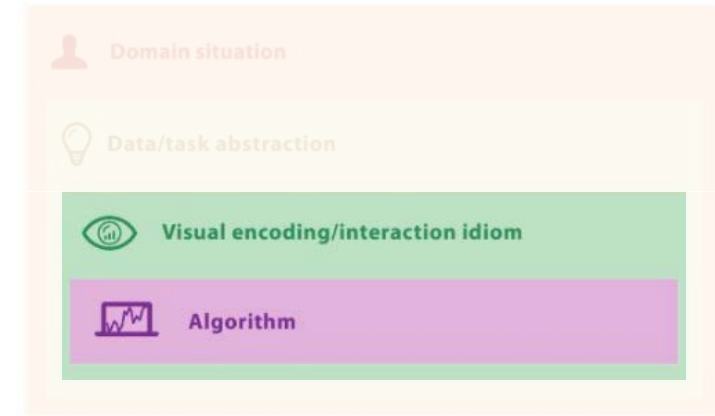 Domain situation
Data/task abstraction
Visual encoding/interaction idiom
Algorithm